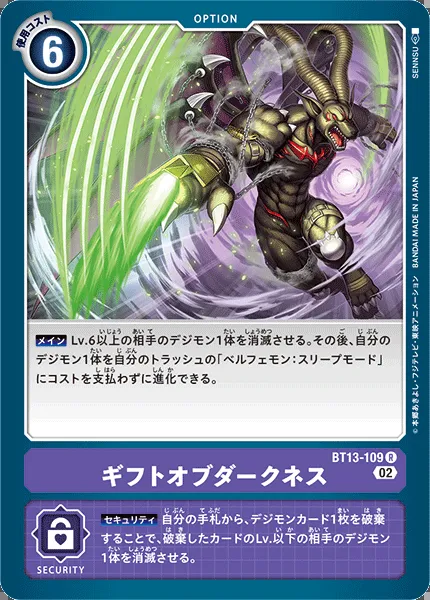 OPTION
使用コスト
6
SENNSU
メイン Lv.6以上の相手のデジモン1体を消滅させる。その後、自分の
デジモン1体を自分のトラッシュの「ベルフェモン：スリープモード」
にコストを支払わずに進化できる。
©本郷あきよし・フジテレビ・東映アニメーション BANDAI MADE IN JAPAN
BT13-109 R
ギフトオブダークネス
02
セキュリティ 自分の手札から、デジモンカード1枚を破棄
することで、破棄したカードのLv.以下の相手のデジモン
1体を消滅させる。
SECURITY